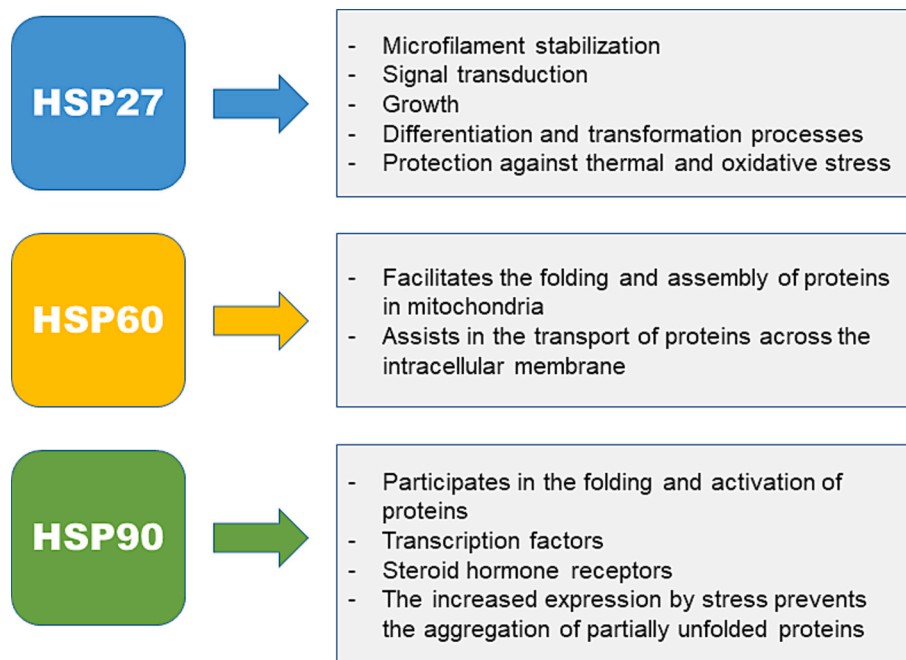 HSP27
- Microfilament stabilization
- Signal transduction
- Growth
- Differentiation and transformation processes
- Protection against thermal and oxidative stress
HSP60
- Facilitates the folding and assembly of proteins
in mitochondria
- Assists in the transport of proteins across the
intracellular membrane
HSP90
- Participates in the folding and activation of
proteins
- Transcription factors
- Steroid hormone receptors
- The increased expression by stress prevents
the aggregation of partially unfolded proteins